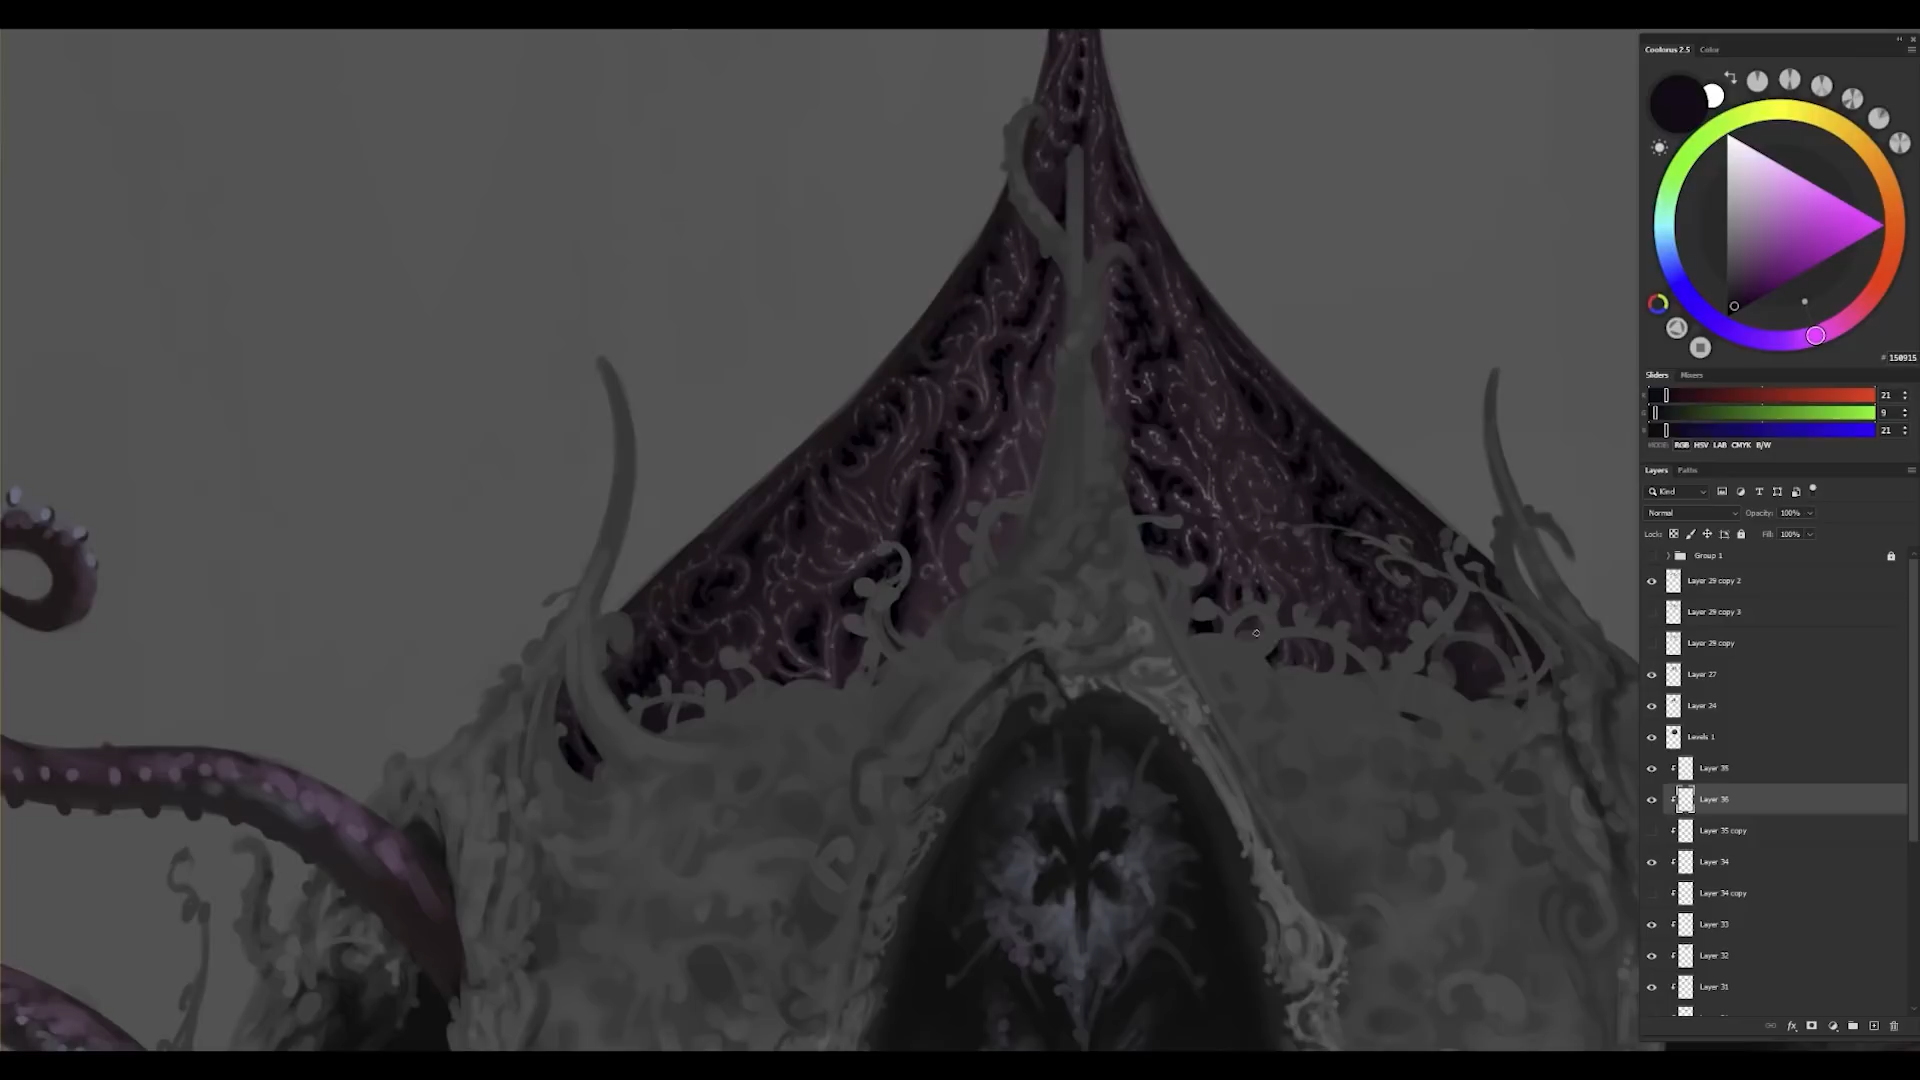 Coolorus 2.5 Color
# 150915
Sliders Mixers
21
9
21
MODE: RGB HSV LAB CMYK B/W
Layers Paths
Kind
Normal Opacity: 100%
Lock: Fill: 100%
Group 1
Layer 29 copy 2
Layer 29 copy 3
Layer 29 copy
Layer 27
Layer 24
Levels 1
Layer 35
Layer 36
Layer 35 copy
Layer 34
Layer 34 copy
Layer 33
Layer 32
Layer 31
fx